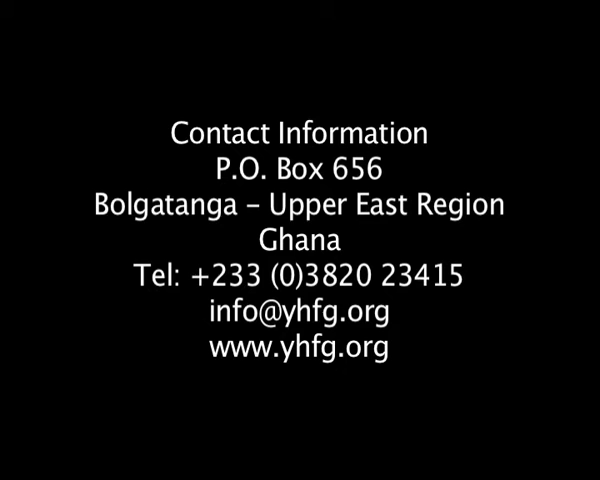 Contact Information
P.O. Box 656
Bolgatanga – Upper East Region
Ghana
Tel: +233 (0)3820 23415
info@yhfg.org
www.yhfg.org